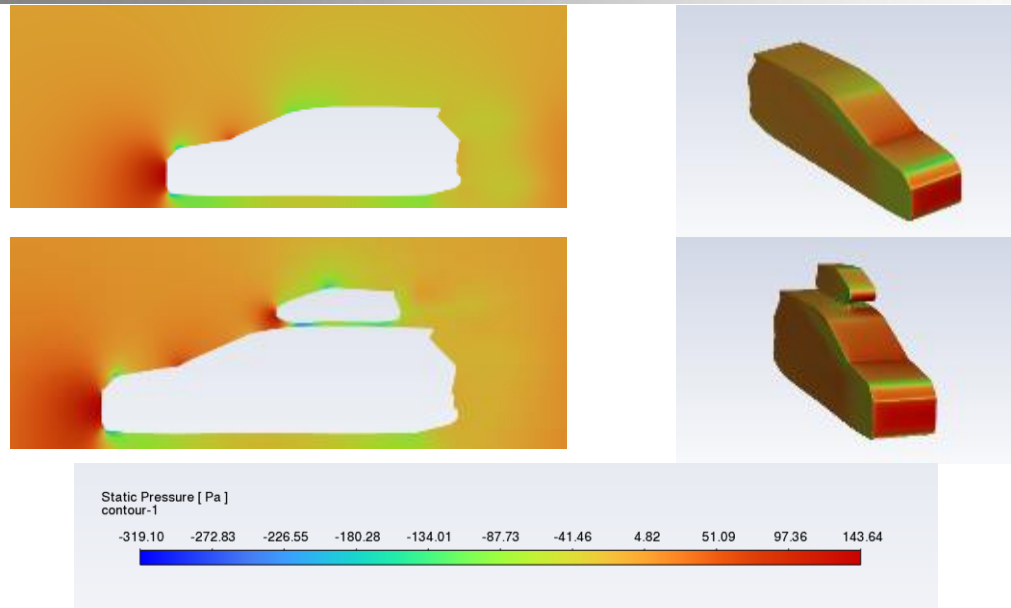 Static Pressure [ Pa ]
contour-1
-319.10 -272.83 -226.55 -180.28 -134.01 -87.73 -41.46 4.82 51.09 97.36 143.64